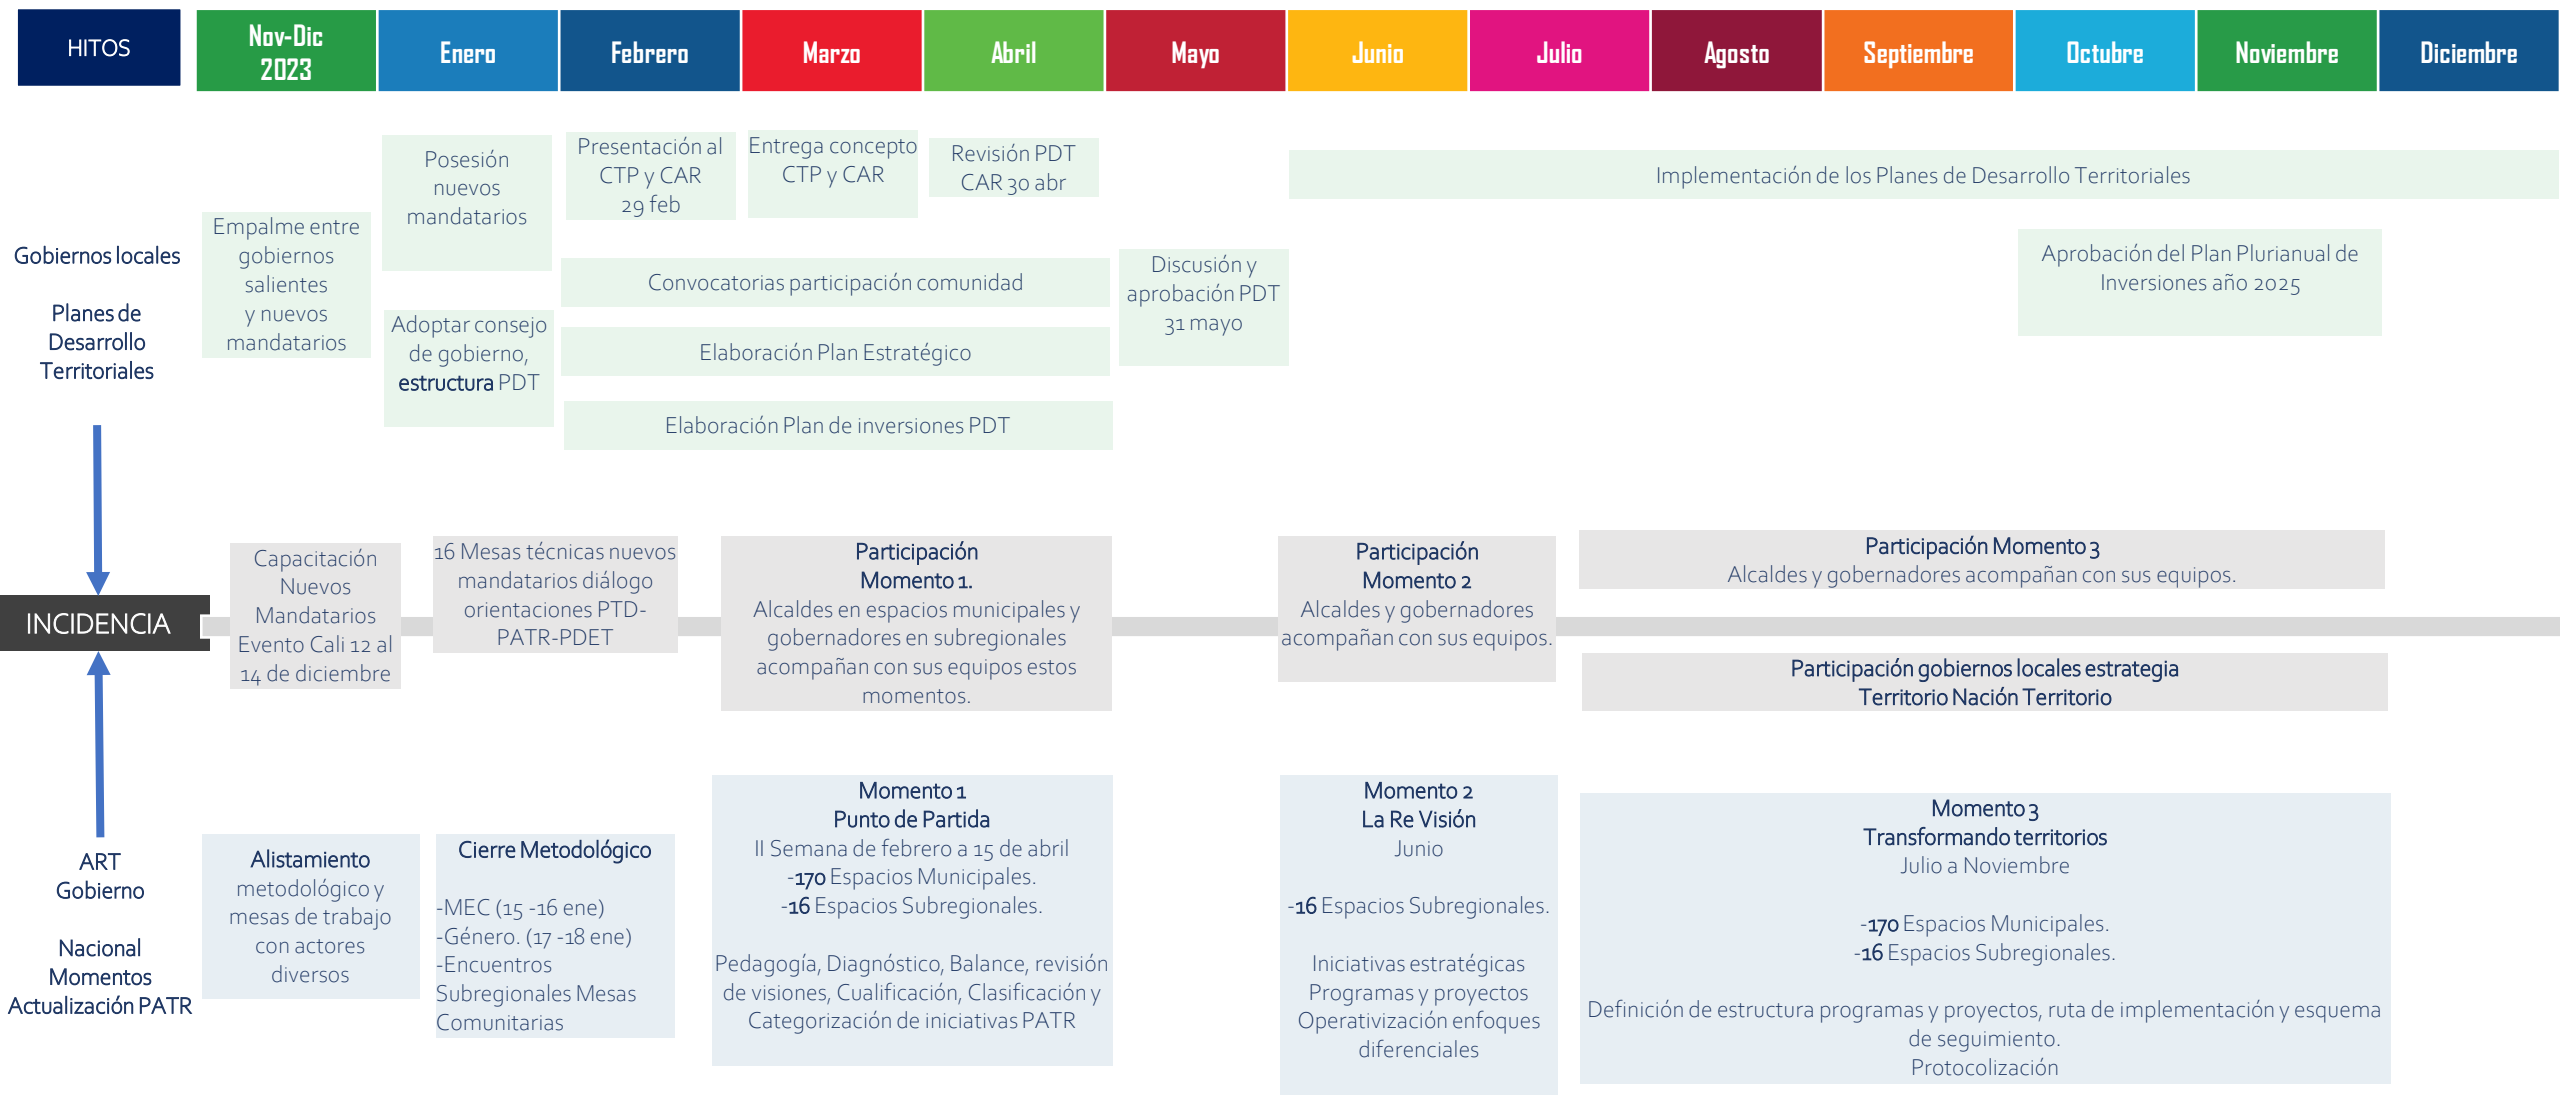 HITOS
Nov-Dic
2023
Enero
Febrero
Marzo
Abril
Mayo
Junio
Julio
Agosto
Septiembre
Octubre
Noviembre
Diciembre
Gobiernos locales
Planes de
Desarrollo
Territoriales
Empalme entre
gobiernos
salientes
y nuevos
mandatarios
Posesión
nuevos
mandatarios
Adoptar consejo
de gobierno,
estructura PDT
Presentación al
CTP y CAR
29 feb
Entrega concepto
CTP y CAR
Revisión PDT
CAR 30 abr
Convocatorias participación comunidad
Elaboración Plan Estratégico
Elaboración Plan de inversiones PDT
Discusión y
aprobación PDT
31 mayo
Implementación de los Planes de Desarrollo Territoriales
Aprobación del Plan Plurianual de
Inversiones año 2025
INCIDENCIA
Capacitación
Nuevos
Mandatarios
Evento Cali 12 al
14 de diciembre
16 Mesas técnicas nuevos
mandatarios diálogo
orientaciones PTD-
PATR-PDET
Participación
Momento 1.
Alcaldes en espacios municipales y
gobernadores en subregionales
acompañan con sus equipos estos
momentos.
Participación
Momento 2
Alcaldes y gobernadores
acompañan con sus equipos.
Participación Momento 3
Alcaldes y gobernadores acompañan con sus equipos.
Participación gobiernos locales estrategia
Territorio Nación Territorio
ART
Gobierno
Nacional
Momentos
Actualización PATR
Alistamiento
metodológico y
mesas de trabajo
con actores
diversos
Cierre Metodológico
-MEC (15 -16 ene)
-Género. (17 -18 ene)
-Encuentros
Subregionales Mesas
Comunitarias
Momento 1
Punto de Partida
II Semana de febrero a 15 de abril
-170 Espacios Municipales.
-16 Espacios Subregionales.
Pedagogía, Diagnóstico, Balance, revisión
de visiones, Cualificación, Clasificación y
Categorización de iniciativas PATR
Momento 2
La Re Visión
Junio
-16 Espacios Subregionales.
Iniciativas estratégicas
Programas y proyectos
Operativización enfoques
diferenciales
Momento 3
Transformando territorios
Julio a Noviembre
-170 Espacios Municipales.
-16 Espacios Subregionales.
Definición de estructura programas y proyectos, ruta de implementación y esquema
de seguimiento.
Protocolización